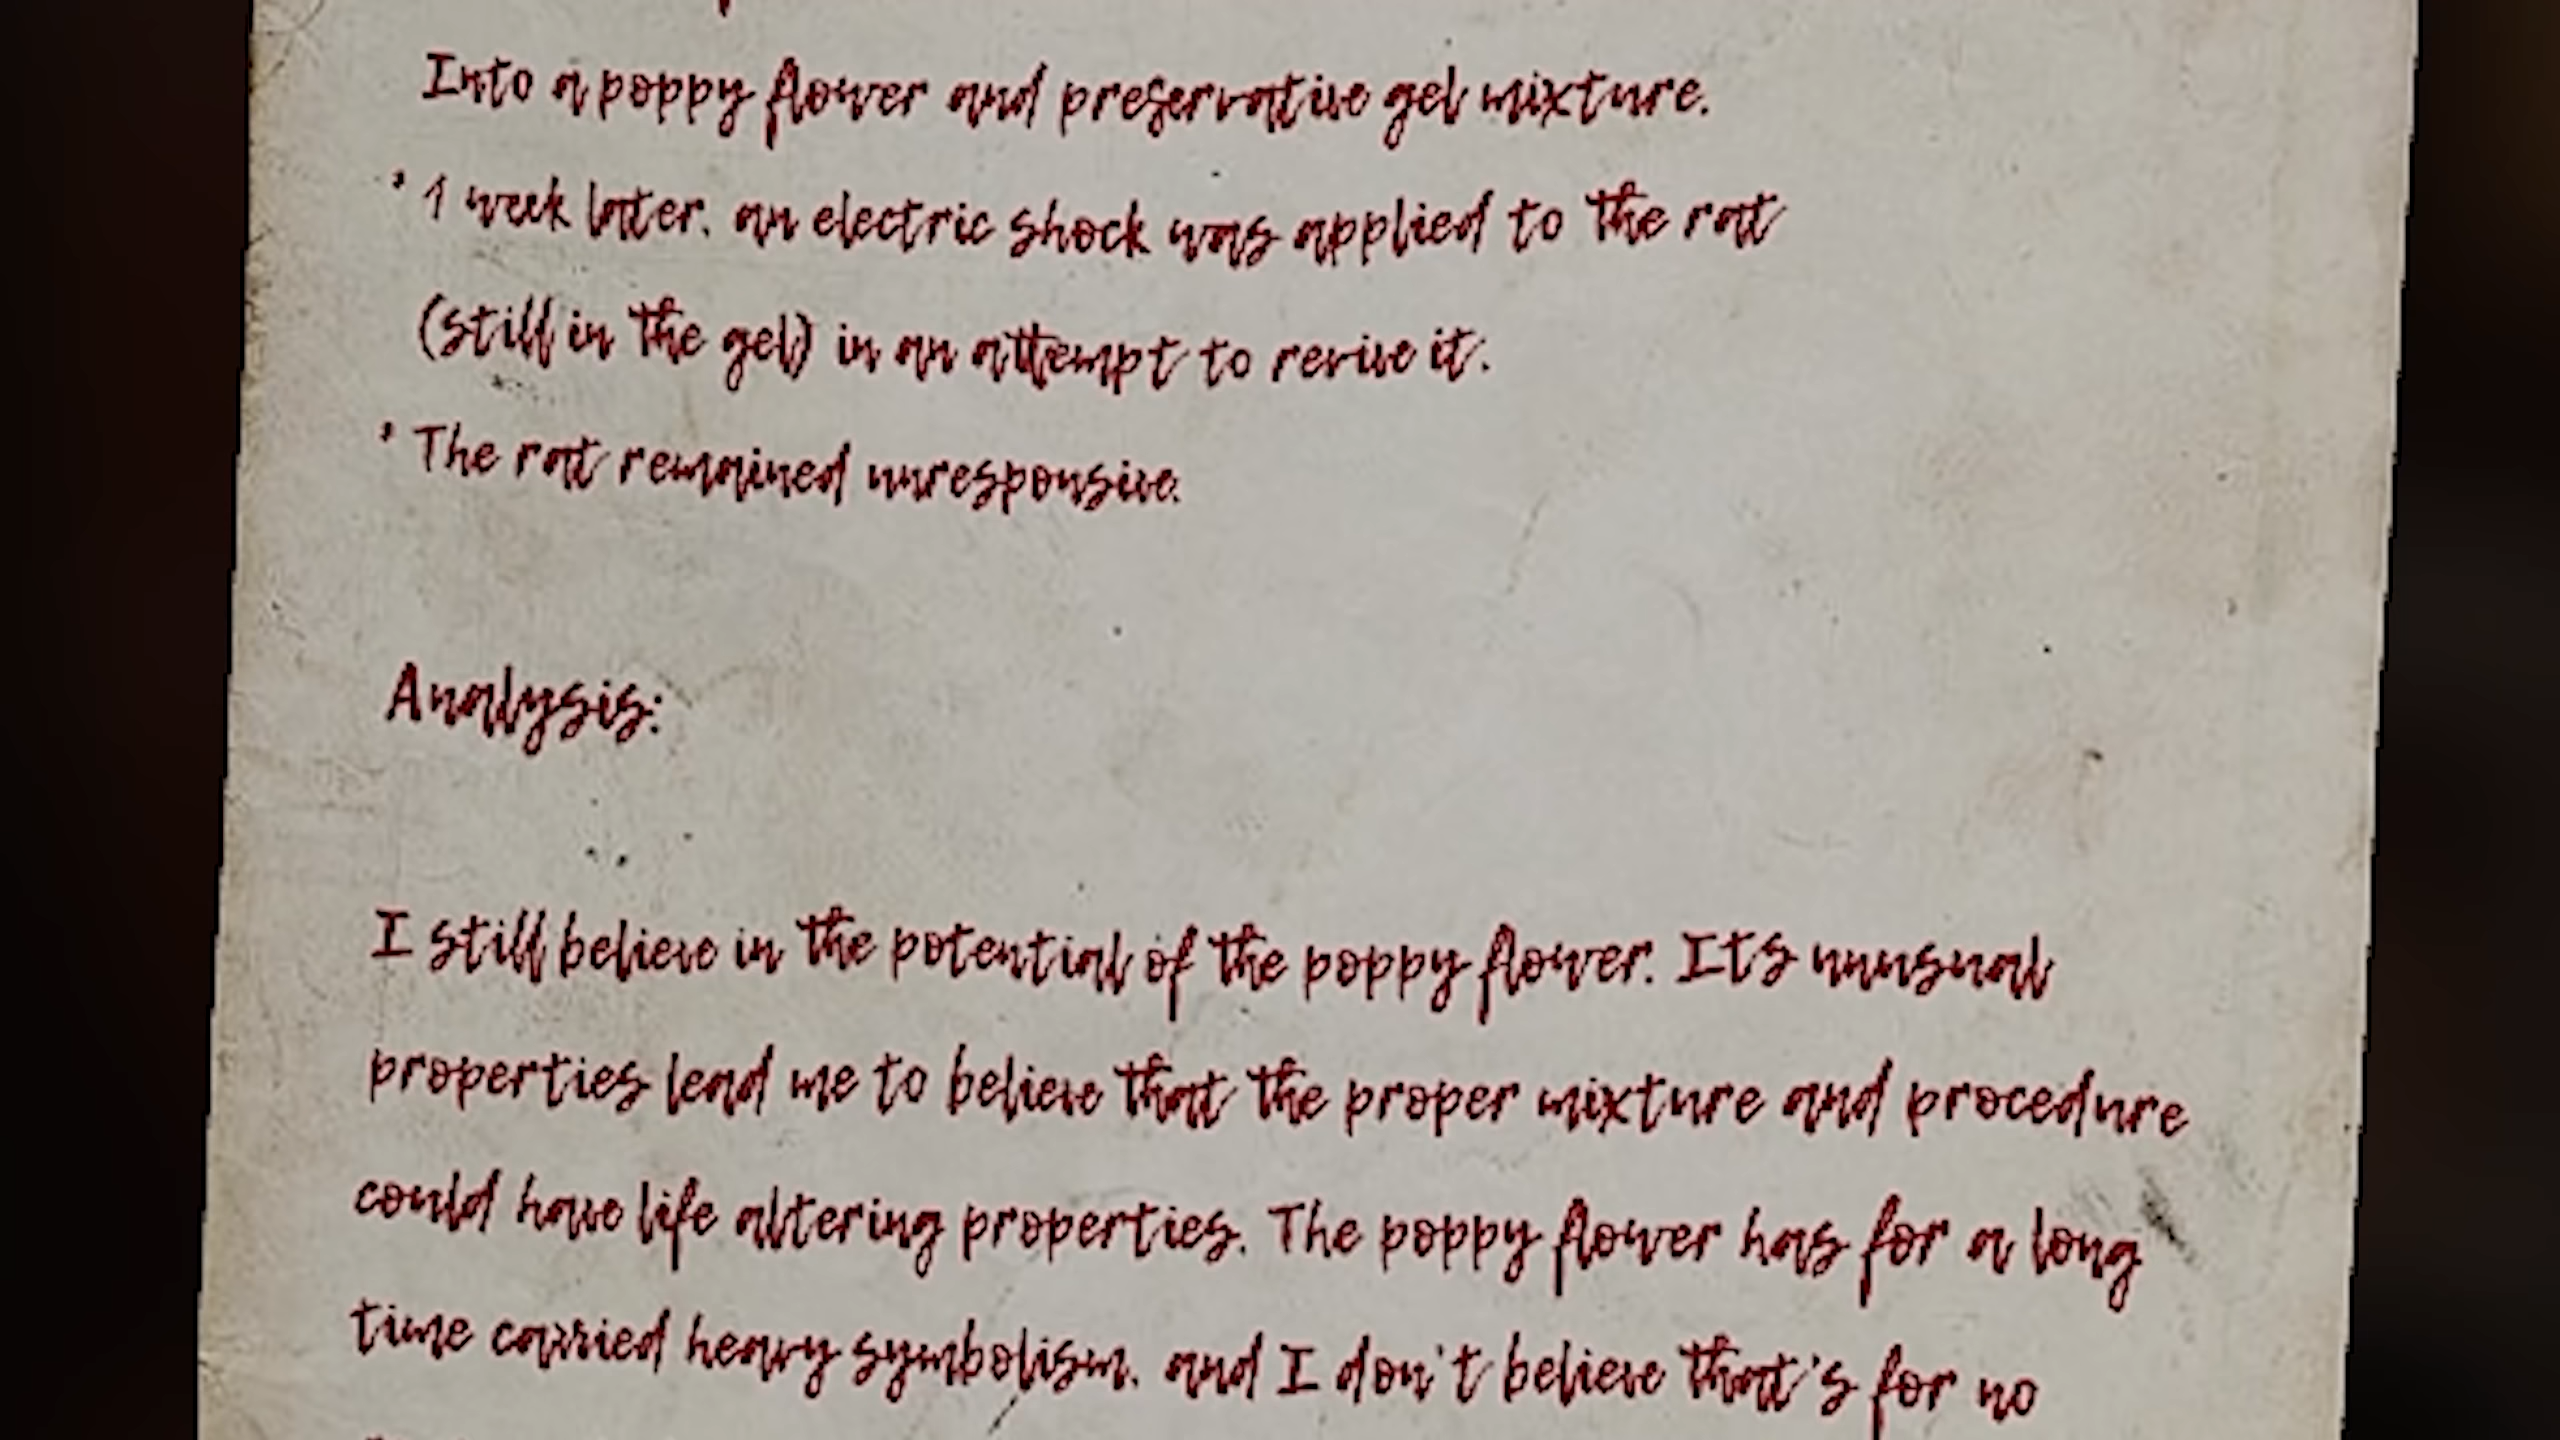 Into a poppy flower and preservative gel mixture.
* 1 week later, an electric shock was applied to the rat
(still in the gel) in an attempt to revive it.
* The rat remained unresponsive.
Analysis:
I still believe in the potential of the poppy flower. Its unusual
properties lead me to believe that the proper mixture and procedure
could have life altering properties. The poppy flower has for a long
time carried heavy symbolism, and I don't believe that's for no